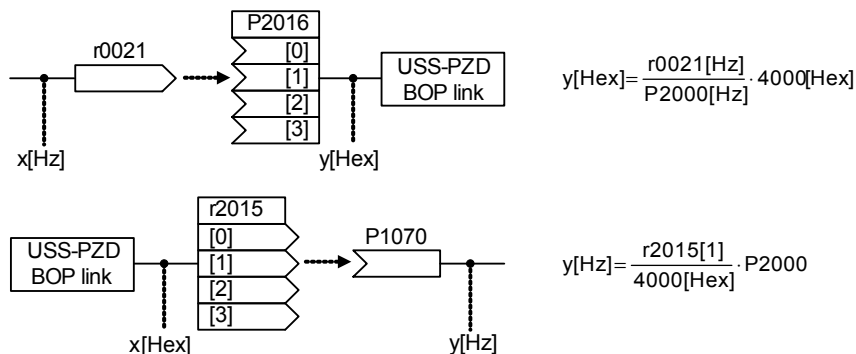 P2016
r0021
[0]
[1]
[2]
[3]
USS-PZD
BOP link
y[Hex]= r0021[Hz] / P2000[Hz] · 4000[Hex]
x[Hz]
y[Hex]
r2015
[0]
[1]
[2]
[3]
P1070
USS-PZD
BOP link
y[Hz]= r2015[1] / 4000[Hex] · P2000
x[Hex]
y[Hz]